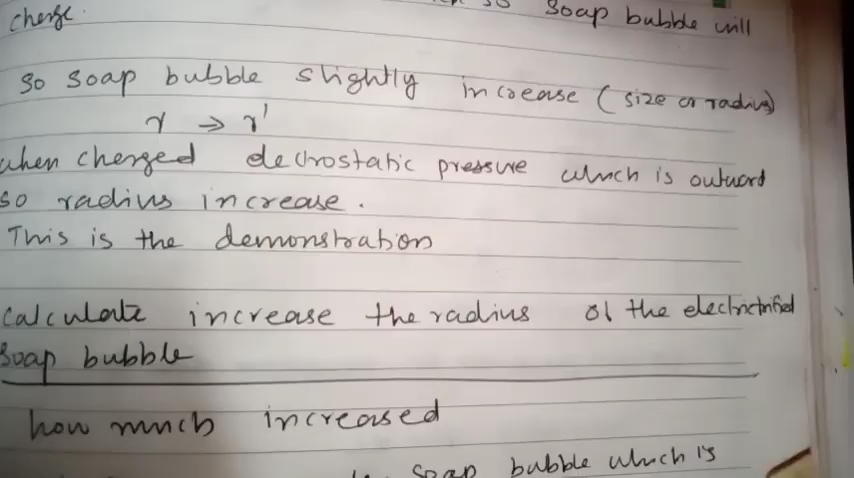 charge. so soap bubble will
so soap bubble slightly increase (size or radius)
r → r'
when charged electrostatic pressure which is outward
so radius increase.
This is the demonstration
calculate increase the radius of the electrified
soap bubble
how much increased
soap bubble which is